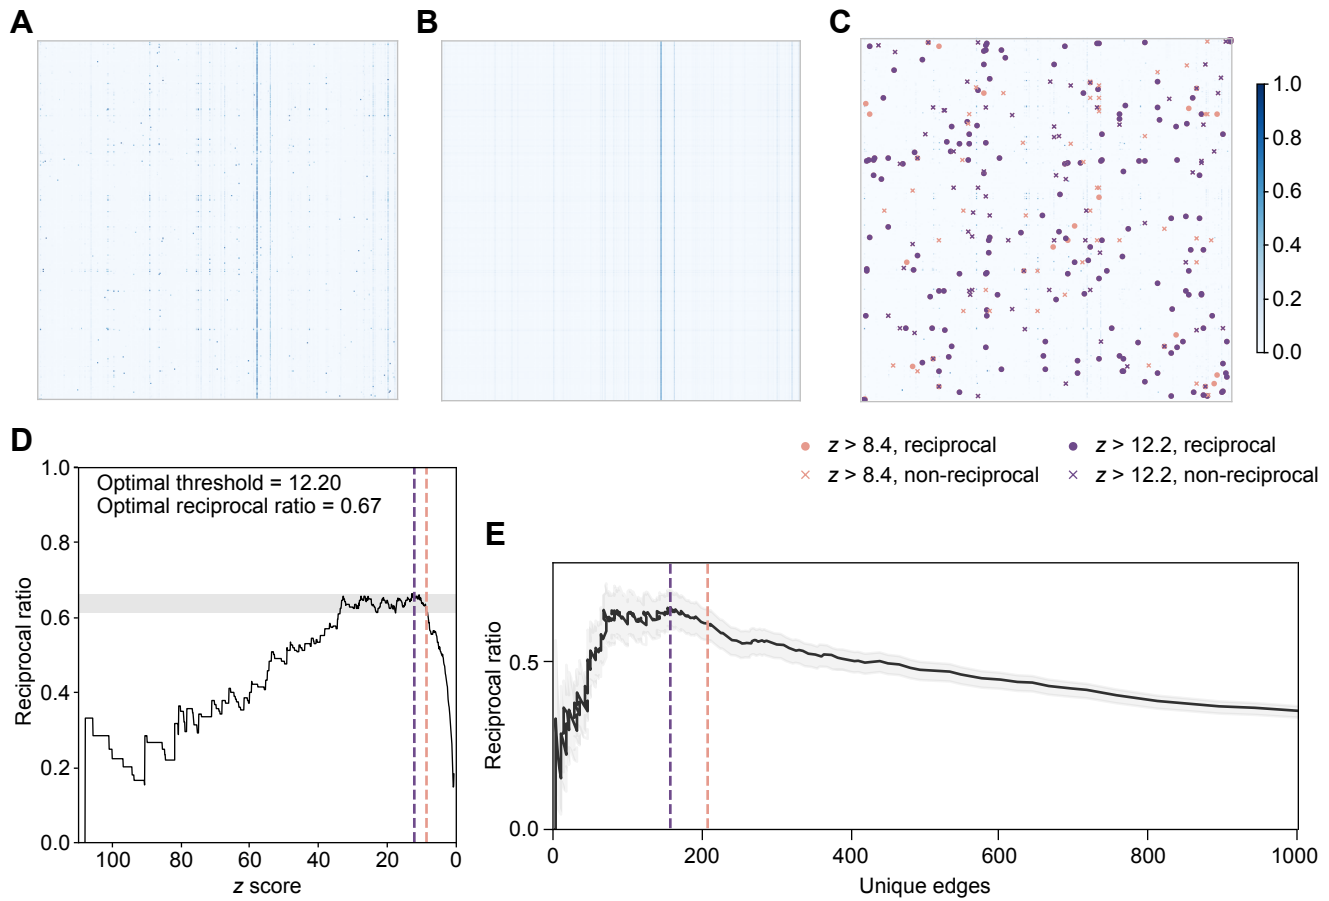 A
B
C
1.0
0.8
0.6
0.4
0.2
0.0
z > 8.4, reciprocal
z > 12.2, reciprocal
z > 8.4, non-reciprocal
z > 12.2, non-reciprocal
D
Optimal threshold = 12.20
Optimal reciprocal ratio = 0.67
1.0
0.8
0.6
0.4
0.2
0.0
Reciprocal ratio
100
80
60
40
20
0
z score
E
0.5
0.0
Reciprocal ratio
0
200
400
600
800
1000
Unique edges